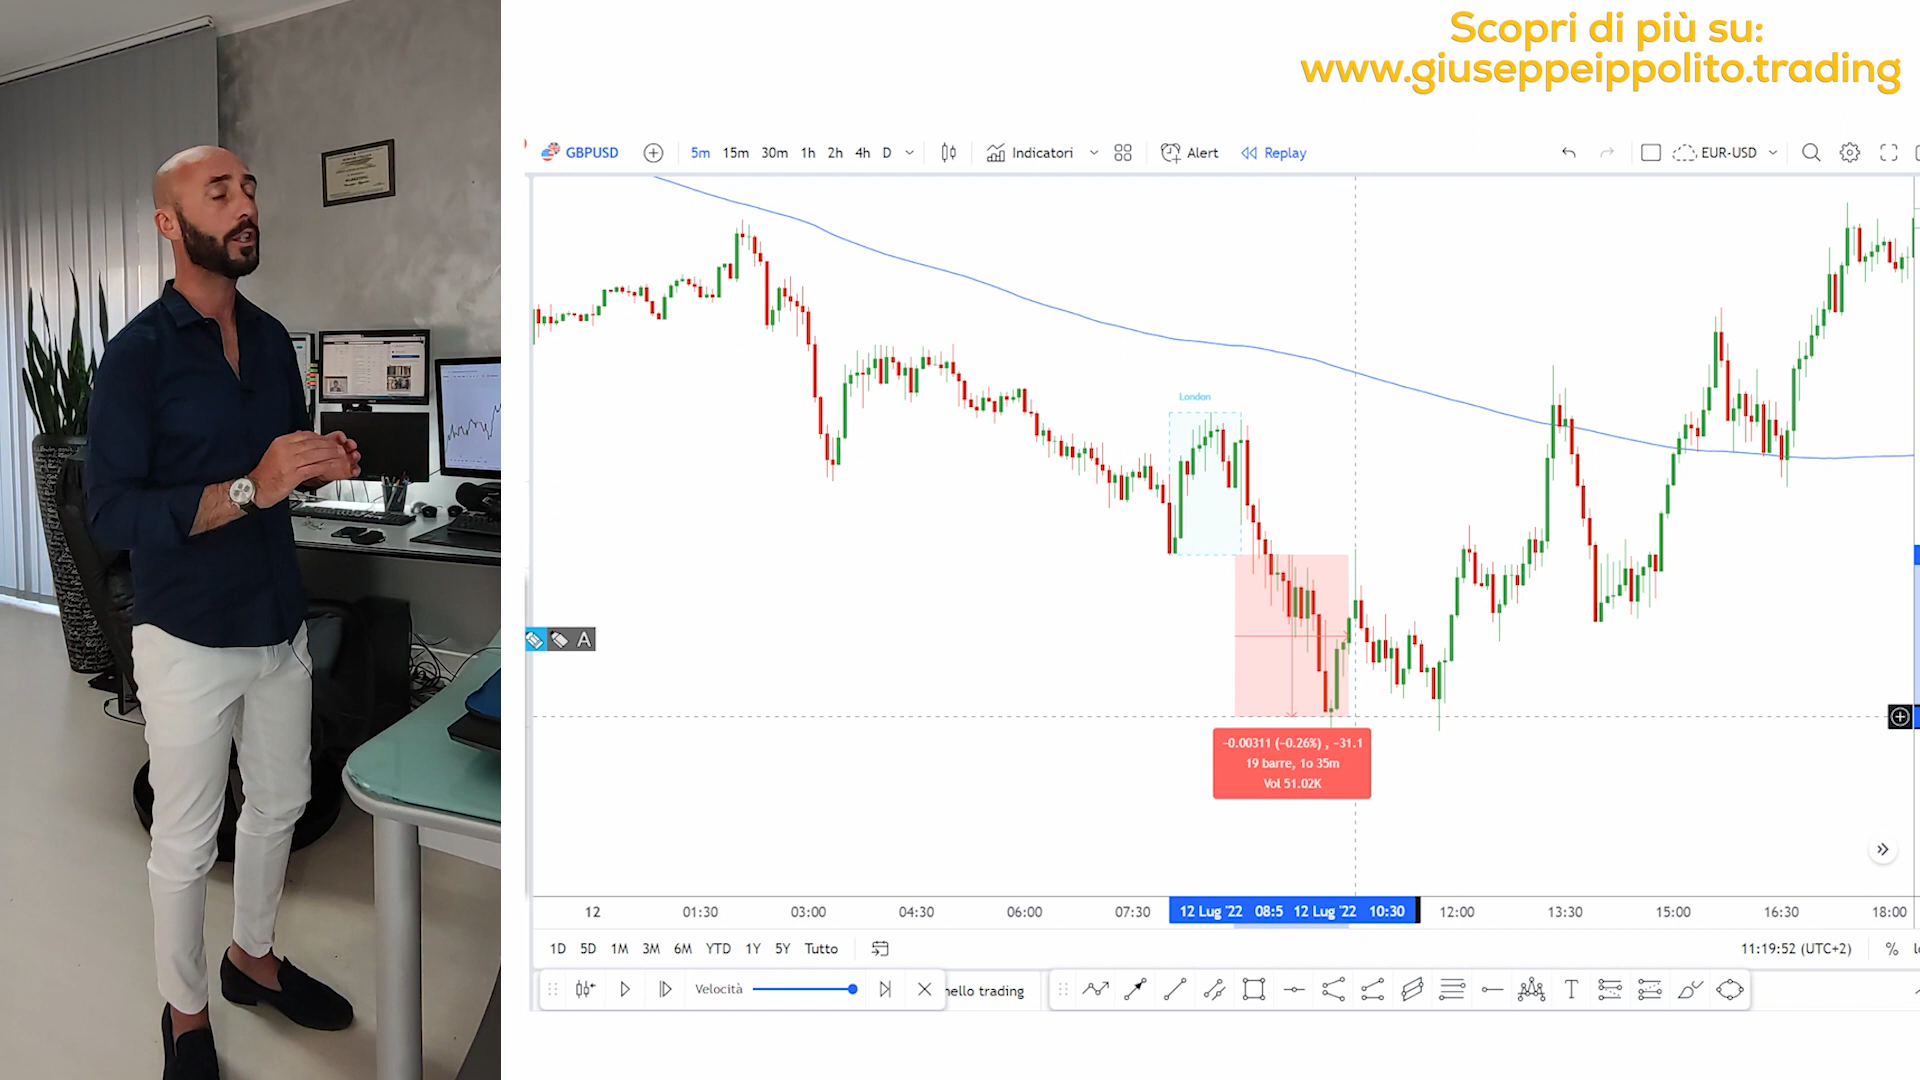 Scopri di più su:
www.giuseppeippolito.trading
GBPUSD 5m 15m 30m 1h 2h 4h D Indicatori Alert Replay EUR-USD
London
A
-0.00311 (-0.26%) , -31.1
19 barre, 1o 35m
Vol 51.02K
12 01:30 03:00 04:30 06:00 07:30 12 Lug '22 08:5 12 Lug '22 10:30 12:00 13:30 15:00 16:30 18:00
1D 5D 1M 3M 6M YTD 1Y 5Y Tutto 11:19:52 (UTC+2) %
Velocità nello trading T